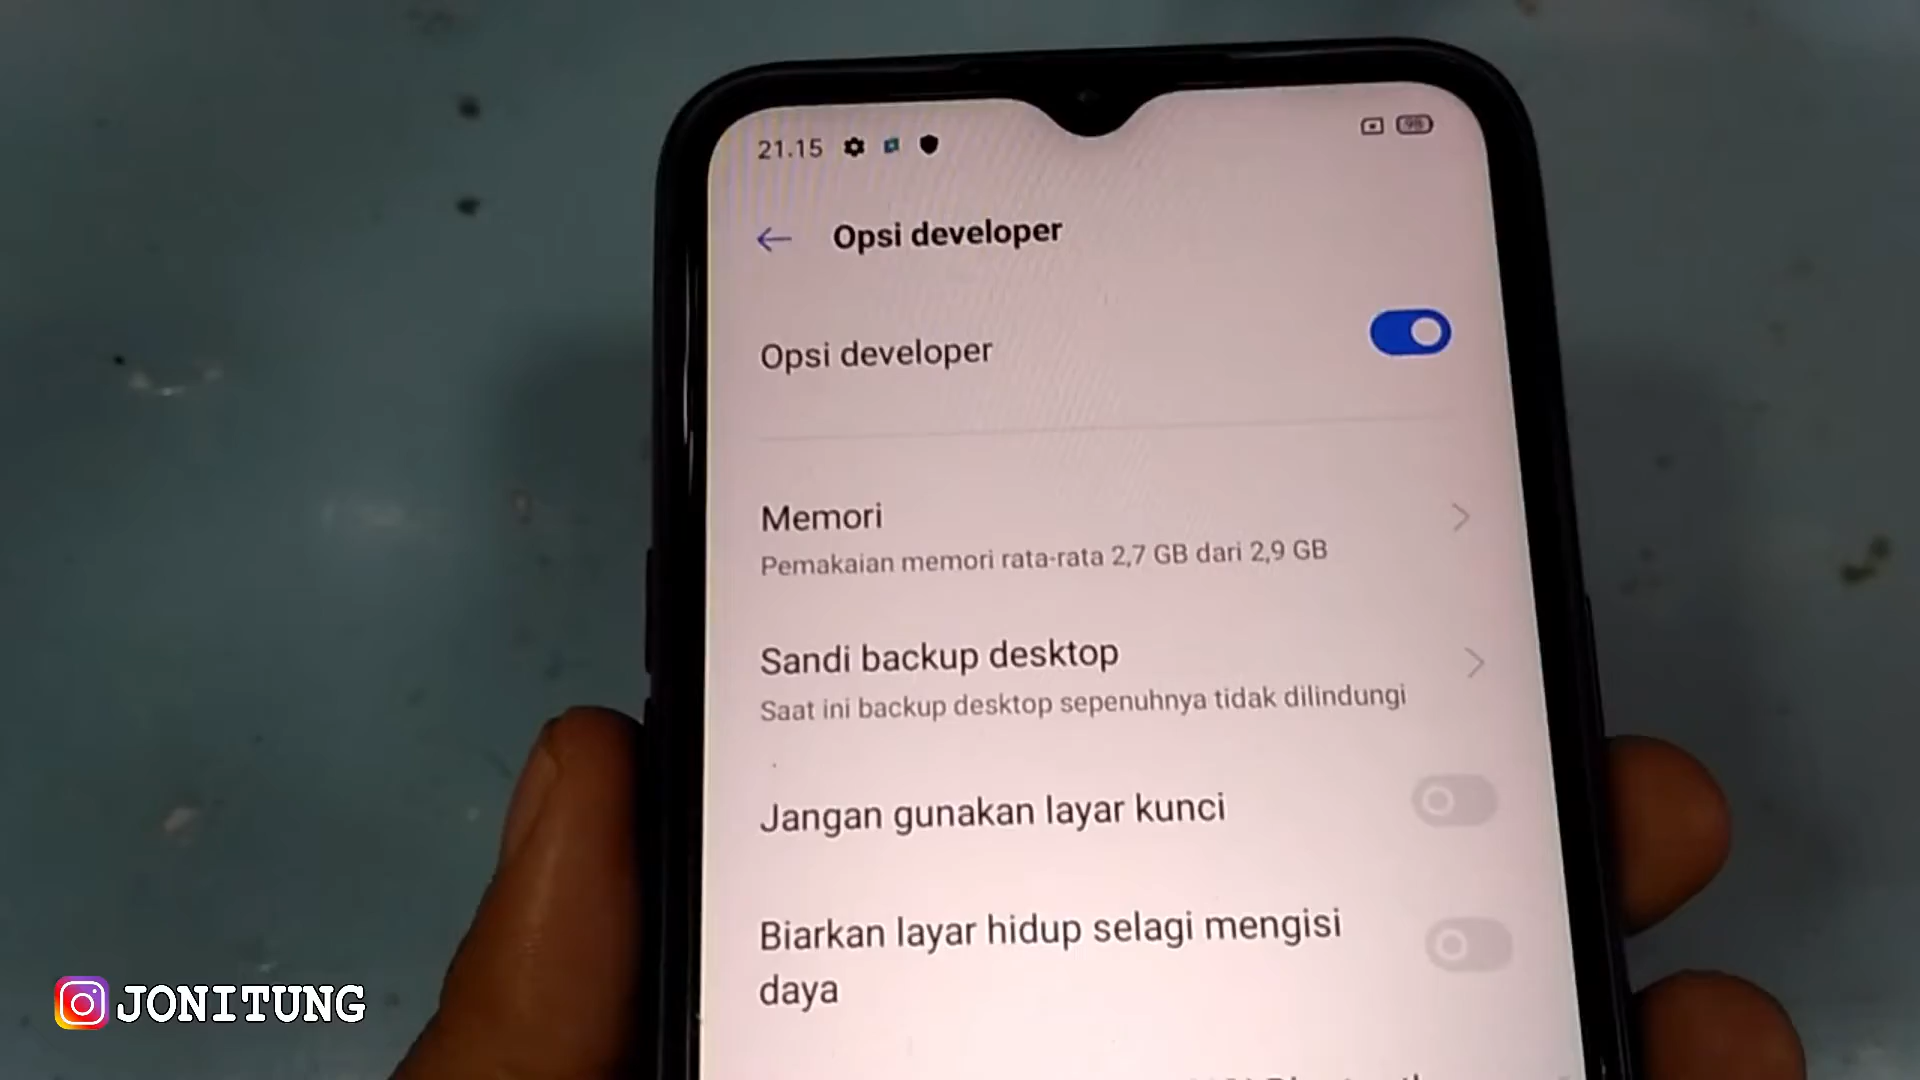 21.15
98
Opsi developer
Opsi developer
Memori
Pemakaian memori rata-rata 2,7 GB dari 2,9 GB
Sandi backup desktop
Saat ini backup desktop sepenuhnya tidak dilindungi
Jangan gunakan layar kunci
Biarkan layar hidup selagi mengisi
daya
JONITUNG